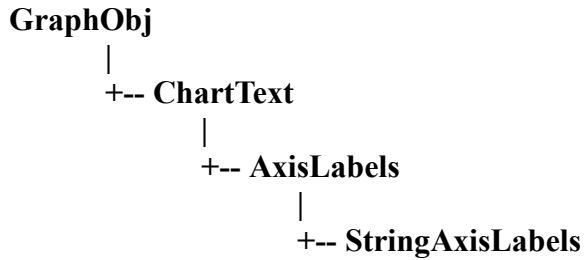 GraphObj
|
+-- ChartText
|
+-- AxisLabels
|
+-- StringAxisLabels